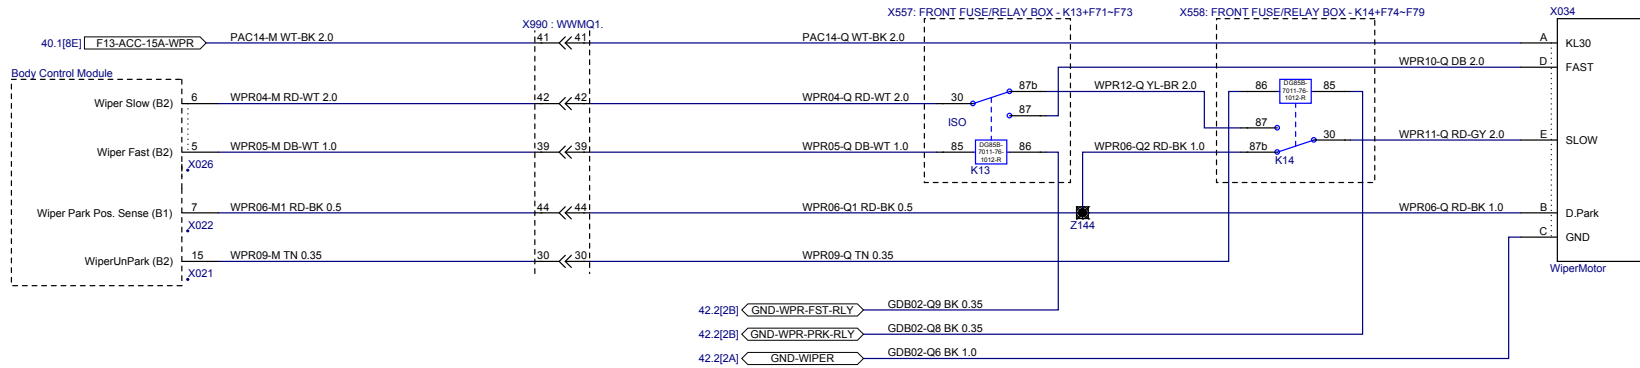 X557: FRONT FUSE/RELAY BOX - K13+F71~F73
X558: FRONT FUSE/RELAY BOX - K14+F74~F79
X034
X990 : WWMQ1.
40.1[8E] F13-ACC-15A-WPR PAC14-M WT-BK 2.0 41 41 PAC14-Q WT-BK 2.0 A KL30
WPR10-Q DB 2.0 D FAST
Body Control Module
Wiper Slow (B2) 6 WPR04-M RD-WT 2.0 42 42 WPR04-Q RD-WT 2.0 30 87b WPR12-Q YL-BR 2.0 86 DG85B-7011-76-1012-R 85
ISO 87 87
30 WPR11-Q RD-GY 2.0 E SLOW
Wiper Fast (B2) 5 WPR05-M DB-WT 1.0 39 39 WPR05-Q DB-WT 1.0 85 DG85B-7011-76-1012-R 86 WPR06-Q2 RD-BK 1.0 87b K14
X026
K13
Wiper Park Pos. Sense (B1) 7 WPR06-M1 RD-BK 0.5 44 44 WPR06-Q1 RD-BK 0.5 WPR06-Q RD-BK 1.0 B D.Park
X022
Z144
C GND
WiperUnPark (B2) 15 WPR09-M TN 0.35 30 30 WPR09-Q TN 0.35
X021
WiperMotor
42.2[2B] GND-WPR-FST-RLY GDB02-Q9 BK 0.35
42.2[2B] GND-WPR-PRK-RLY GDB02-Q8 BK 0.35
42.2[2A] GND-WIPER GDB02-Q6 BK 1.0